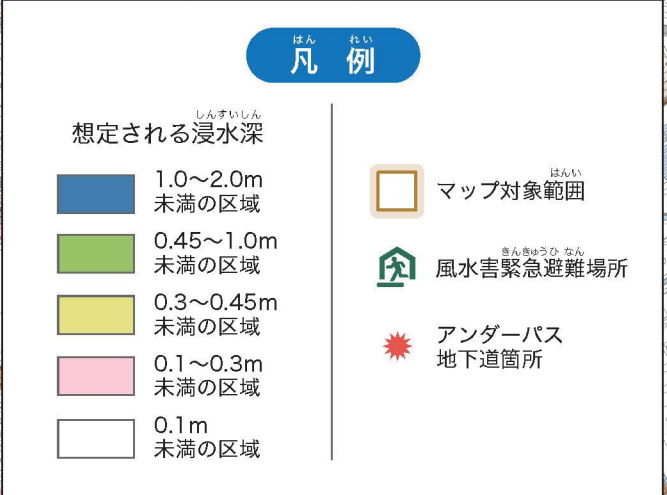 はん れい
凡 例
しんすいしん
想定される浸水深
1.0～2.0m
未満の区域
0.45～1.0m
未満の区域
0.3～0.45m
未満の区域
0.1～0.3m
未満の区域
0.1m
未満の区域
はんい
マップ対象範囲
きんきゅうひ なん
風水害緊急避難場所
アンダーパス
地下道箇所